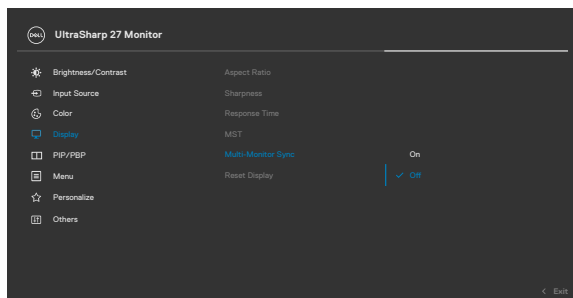 DELL UltraSharp 27 Monitor
Brightness/Contrast
Input Source
Color
Display
PIP/PBP
Menu
Personalize
Others
Aspect Ratio
Sharpness
Response Time
MST
Multi-Monitor Sync
Reset Display
On
Off
Exit